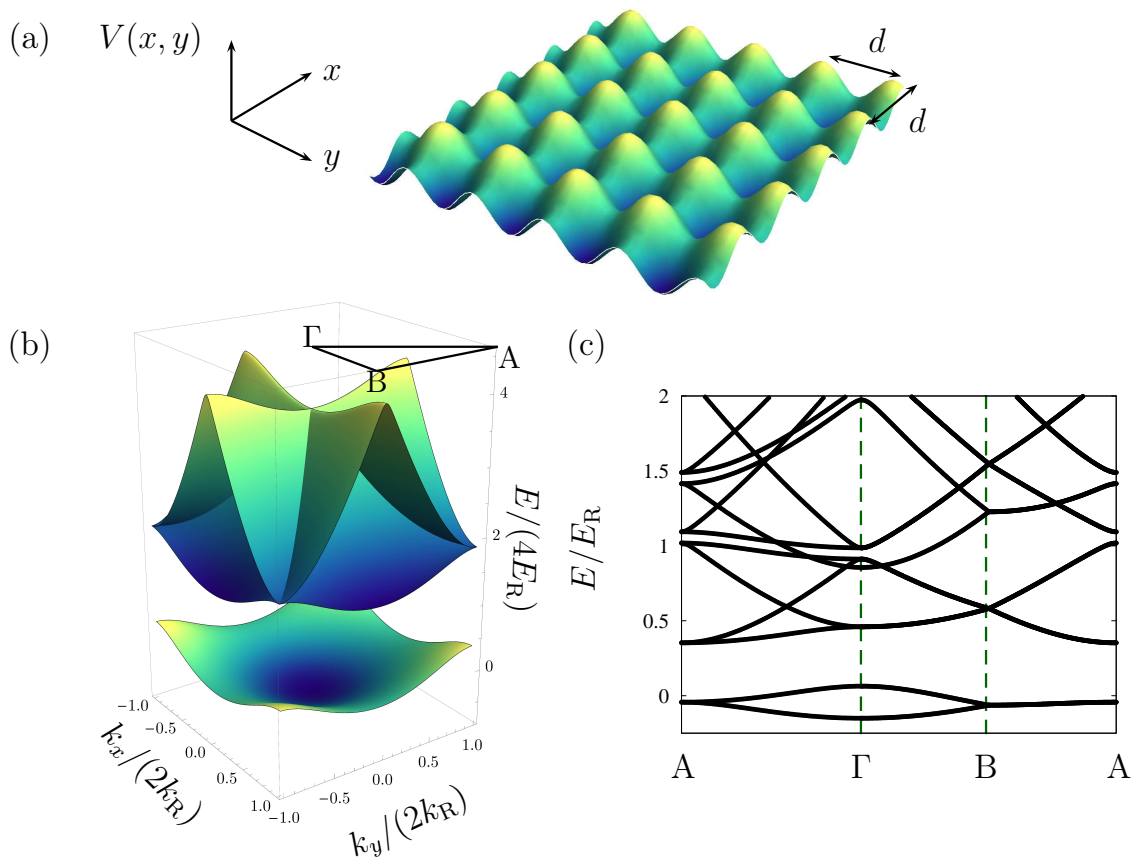 (a)
V(x, y)
x
y
d
d
(b)
Γ
A
B
4
2
0
E/(4E_R)
−1.0
−0.5
0.0
0.5
1.0
k_x/(2k_R)
−1.0
−0.5
0.0
0.5
1.0
k_y/(2k_R)
(c)
2
1.5
1
0.5
0
E/E_R
A Γ B A